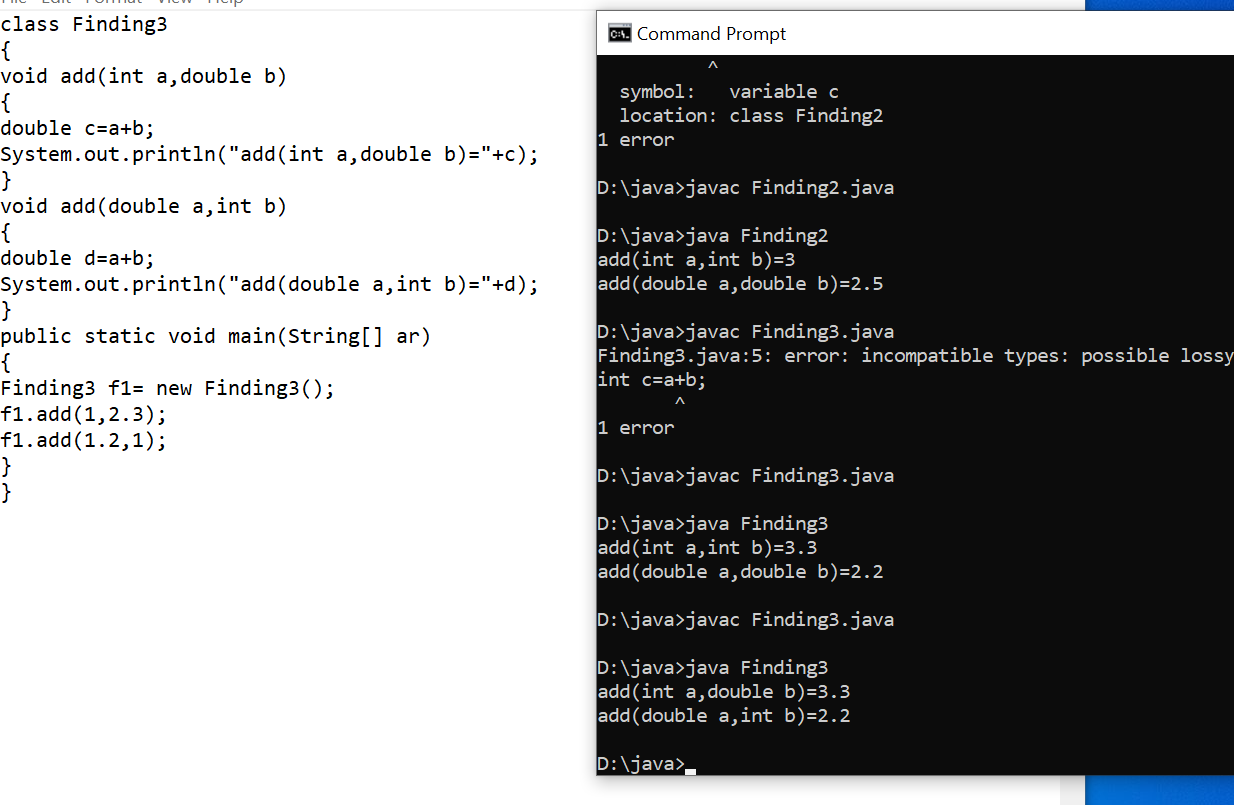 File Edit Format View Help
class Finding3
{
void add(int a,double b)
{
double c=a+b;
System.out.println("add(int a,double b)="+c);
}
void add(double a,int b)
{
double d=a+b;
System.out.println("add(double a,int b)="+d);
}
public static void main(String[] ar)
{
Finding3 f1= new Finding3();
f1.add(1,2.3);
f1.add(1.2,1);
}
}
Command Prompt
^
symbol:   variable c
location: class Finding2
1 error
D:\java>javac Finding2.java
D:\java>java Finding2
add(int a,int b)=3
add(double a,double b)=2.5
D:\java>javac Finding3.java
Finding3.java:5: error: incompatible types: possible lossy
int c=a+b;
^
1 error
D:\java>javac Finding3.java
D:\java>java Finding3
add(int a,int b)=3.3
add(double a,double b)=2.2
D:\java>javac Finding3.java
D:\java>java Finding3
add(int a,double b)=3.3
add(double a,int b)=2.2
D:\java>